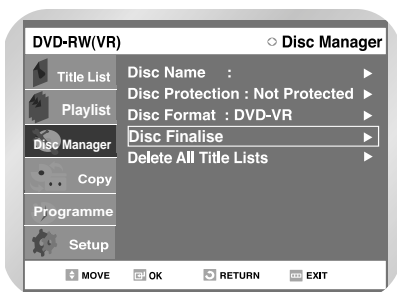 DVD-RW(VR) Disc Manager
Title List
Playlist
Disc Manager
Copy
Programme
Setup
Disc Name :
Disc Protection : Not Protected
Disc Format : DVD-VR
Disc Finalise
Delete All Title Lists
MOVE OK RETURN EXIT